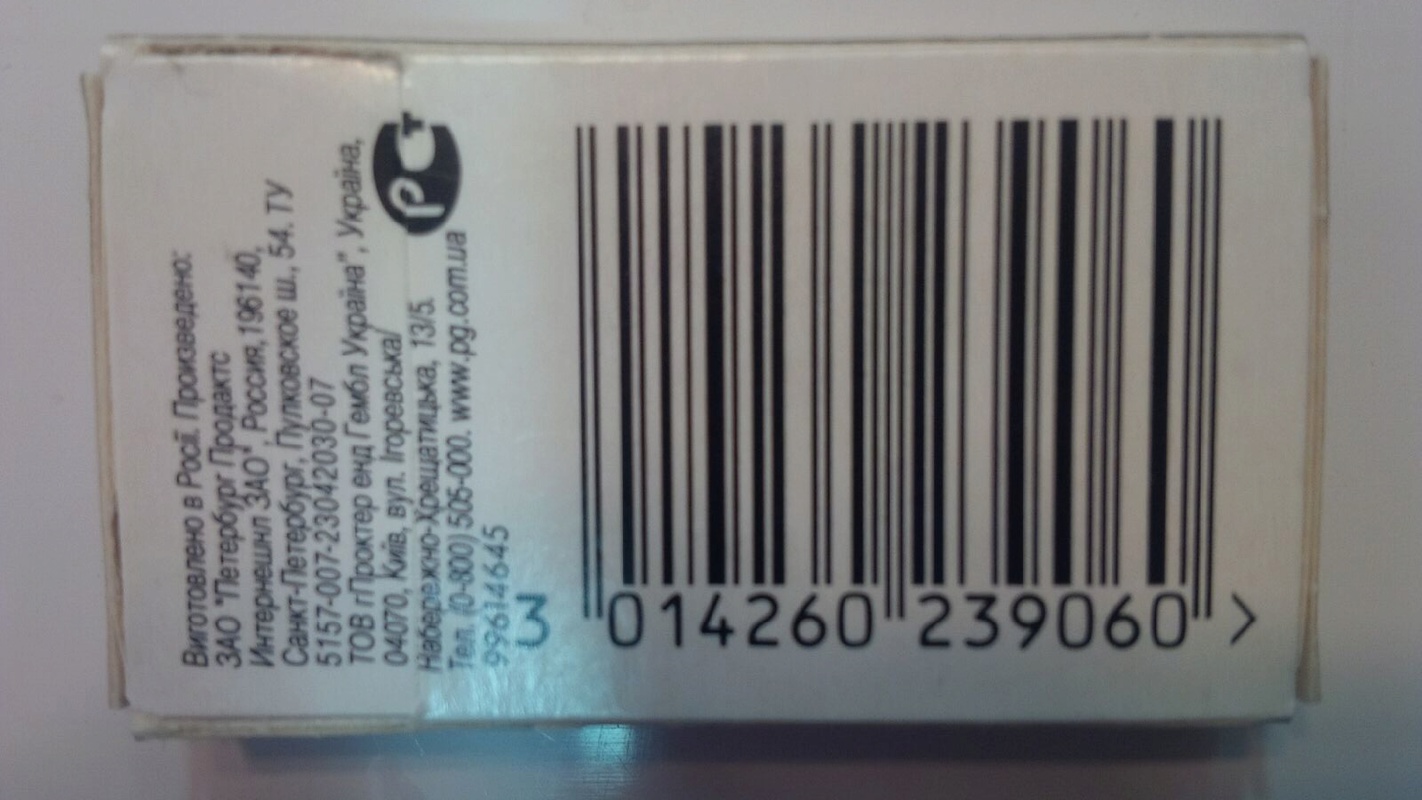 Виготовлено в Росії. Произведено:
ЗАО "Петербург Продактс
Интернешнл ЗАО", Россия, 196140,
Санкт-Петербург, Пулковское ш., 54. ТУ
5157-007-23042030-07
ТОВ "Проктер енд Гембл Україна", Україна,
04070, Київ, вул. Ігоревська/
Набережно-Хрещатицька, 13/5.
Тел. (0-800) 505-000. www.pg.com.ua
99614645
РСТ
3 014260 239060 >